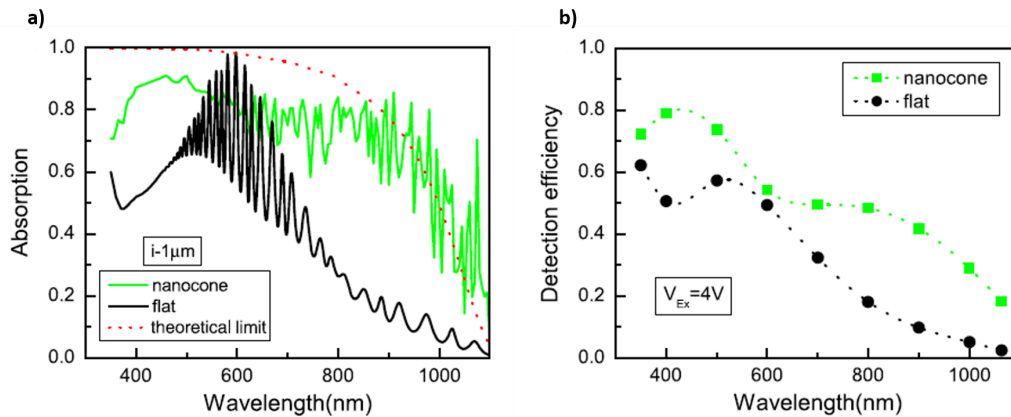 a)
b)
1.0
0.8
0.6
0.4
0.2
0.0
Absorption
i-1μm
nanocone
flat
theoretical limit
400
600
800
1000
Wavelength(nm)
1.0
0.8
0.6
0.4
0.2
0.0
Detection efficiency
nanocone
flat
V_Ex=4V
400
600
800
1000
Wavelength(nm)